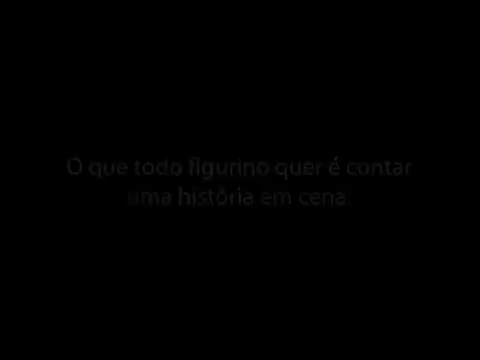 O que todo figurino quer é contar
uma história em cena.